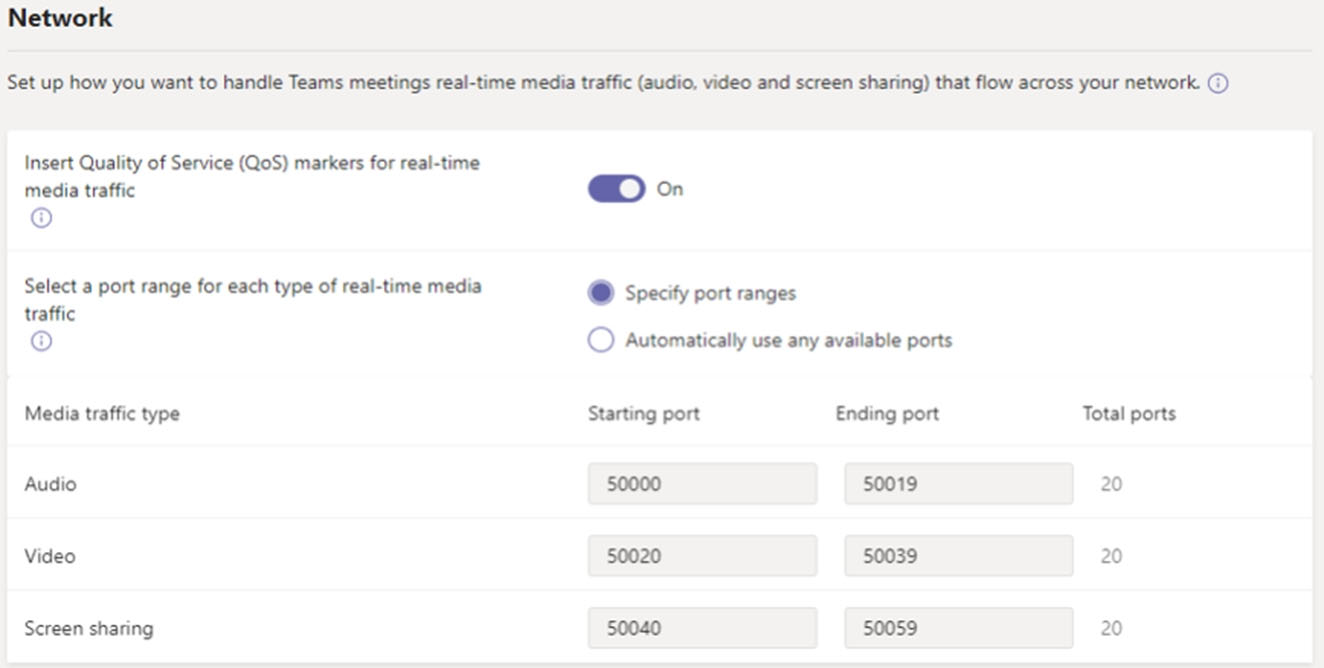 Network
Set up how you want to handle Teams meetings real-time media traffic (audio, video and screen sharing) that flow across your network.
Insert Quality of Service (QoS) markers for real-time
media traffic
On
Select a port range for each type of real-time media
traffic
Specify port ranges
Automatically use any available ports
Media traffic type Starting port Ending port Total ports
Audio 50000 50019 20
Video 50020 50039 20
Screen sharing 50040 50059 20